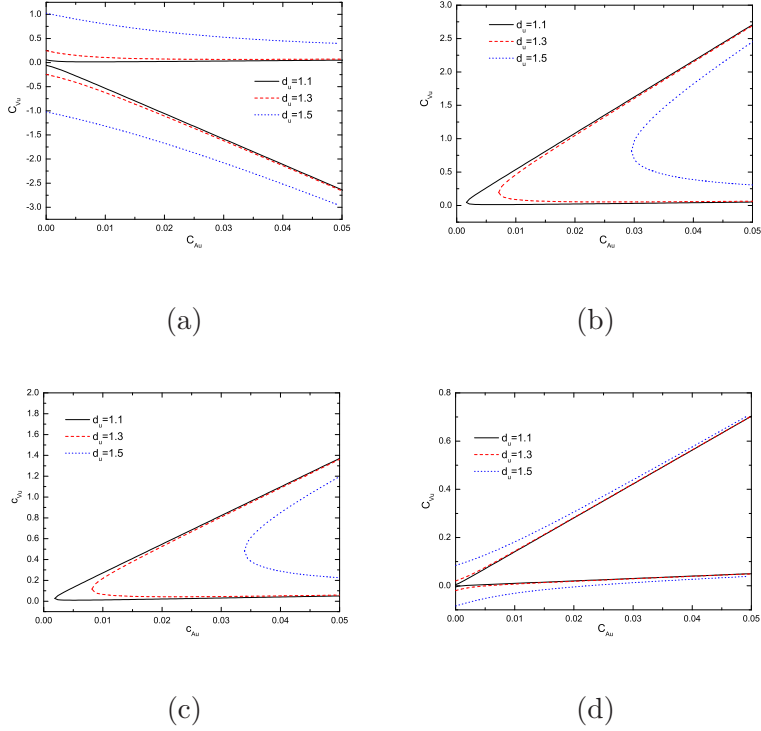 1.0
0.5
0.0
-0.5
-1.0
-1.5
-2.0
-2.5
-3.0
C_Vu
d_u=1.1
d_u=1.3
d_u=1.5
0.00 0.01 0.02 0.03 0.04 0.05
C_Au
(a)
3.0
2.5
2.0
1.5
1.0
0.5
0.0
C_Vu
d_u=1.1
d_u=1.3
d_u=1.5
0.00 0.01 0.02 0.03 0.04 0.05
C_Au
(b)
2.0
1.8
1.6
1.4
1.2
1.0
0.8
0.6
0.4
0.2
0.0
c_Vu
d_u=1.1
d_u=1.3
d_u=1.5
0.00 0.01 0.02 0.03 0.04 0.05
c_Au
(c)
0.8
0.6
0.4
0.2
0.0
C_Vu
d_u=1.1
d_u=1.3
d_u=1.5
0.00 0.01 0.02 0.03 0.04 0.05
C_Au
(d)